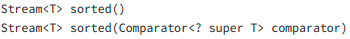 Stream<T> sorted()
Stream<T> sorted(Comparator<? super T> comparator)